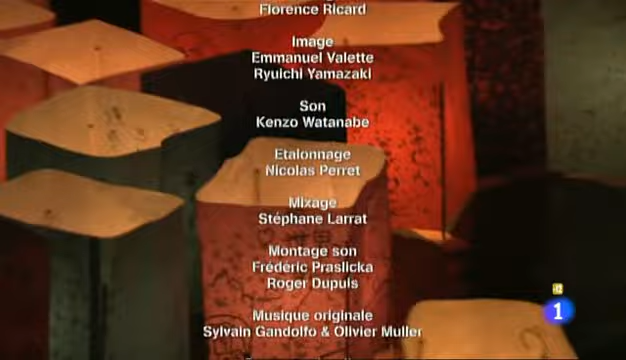 Florence Ricard
Image
Emmanuel Valette
Ryuichi Yamazaki
Son
Kenzo Watanabe
Etalonnage
Nicolas Perret
Mixage
Stéphane Larrat
Montage son
Frédéric Praslicka
Roger Dupuis
Musique originale
Sylvain Gandolfo & Olivier Muller
1